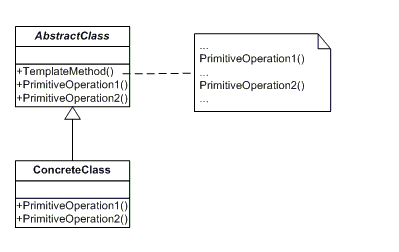 AbstractClass
+TemplateMethod()
+PrimitiveOperation1()
+PrimitiveOperation2()
...
PrimitiveOperation1()
...
PrimitiveOperation2()
...
ConcreteClass
+PrimitiveOperation1()
+PrimitiveOperation2()